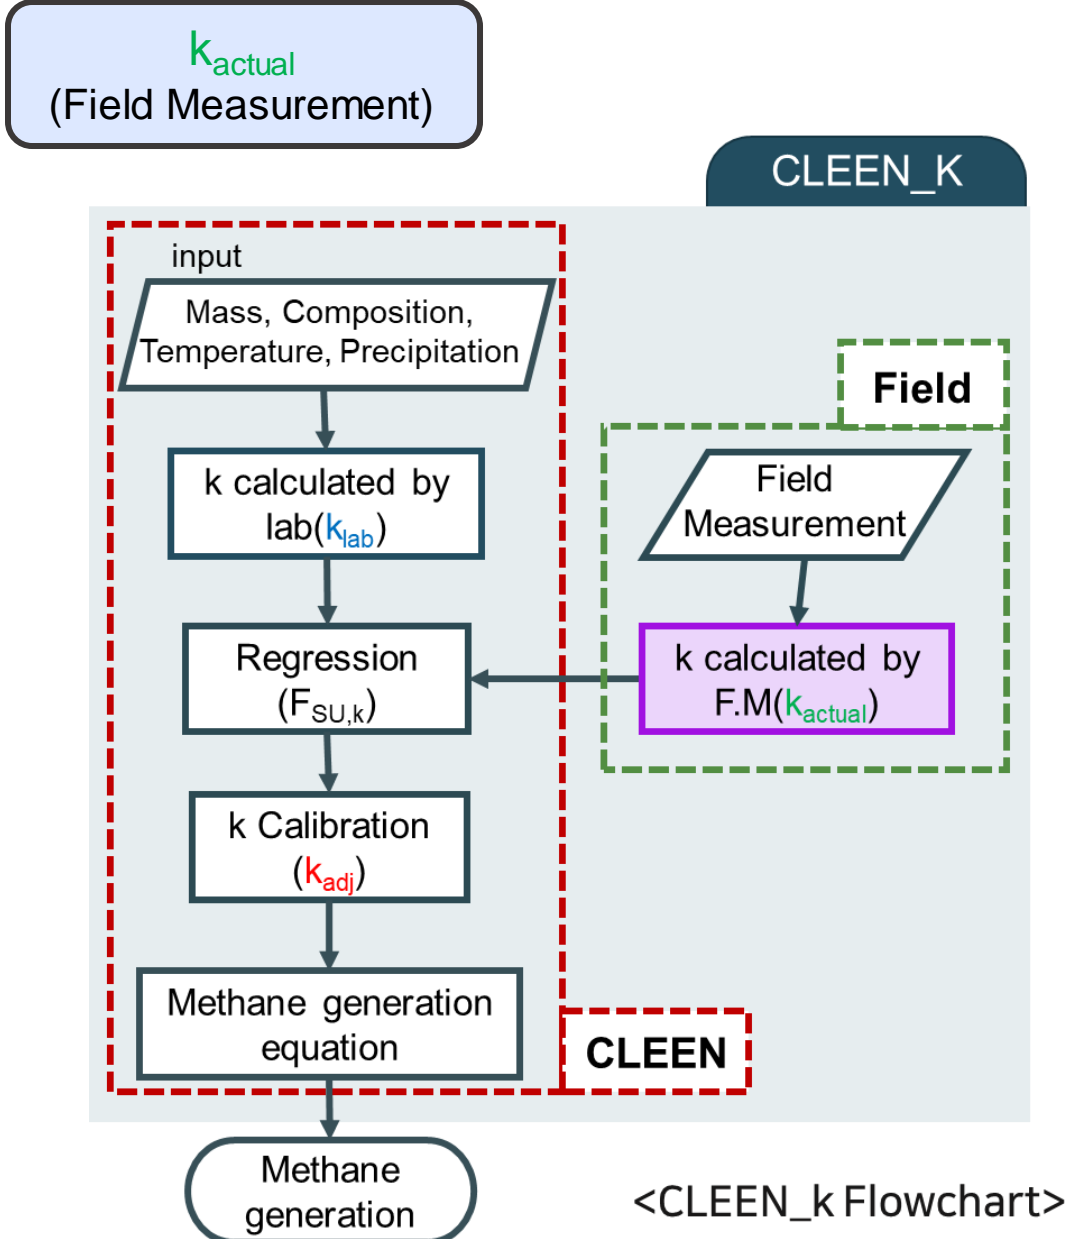 k_actual
(Field Measurement)
CLEEN_K
input
Mass, Composition,
Temperature, Precipitation
k calculated by
lab(k_lab)
Regression
(F_SU,k)
k Calibration
(k_adj)
Methane generation
equation
CLEEN
Field
Field
Measurement
k calculated by
F.M(k_actual)
Methane
generation
<CLEEN_k Flowchart>